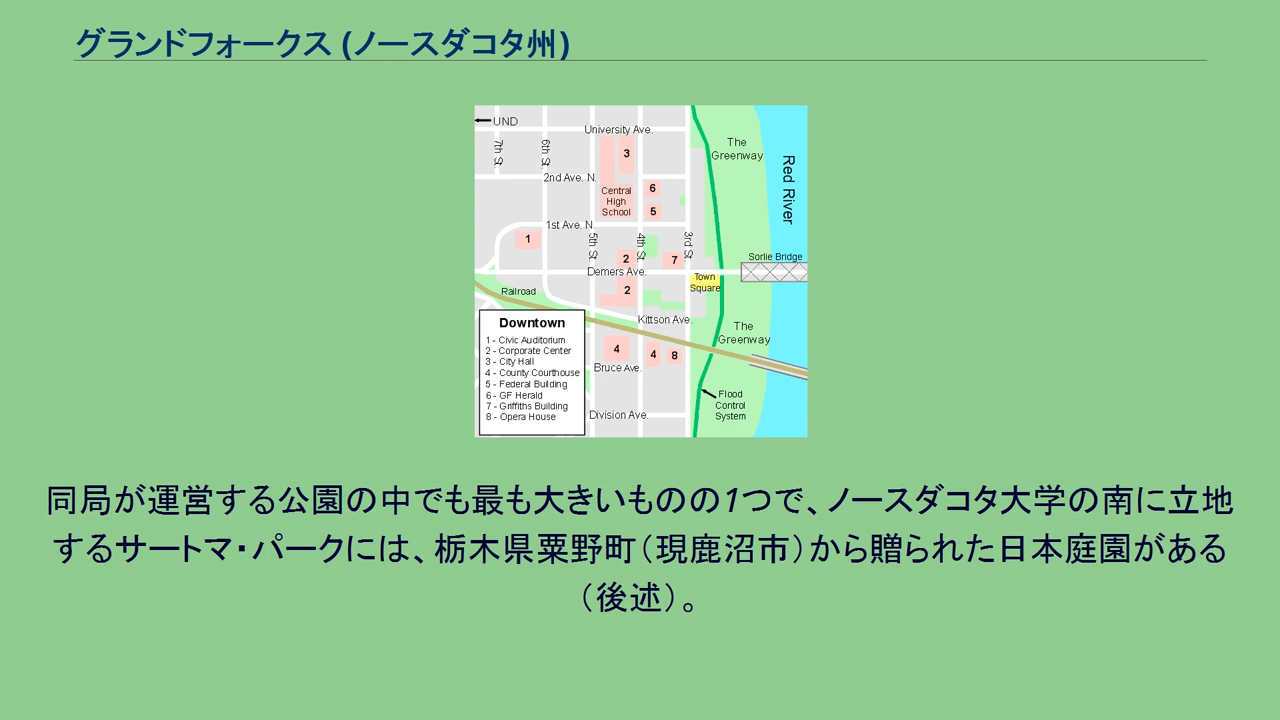 グランドフォークス (ノースダコタ州)
UND
University Ave.
The
Greenway
Red River
7th St.
6th St.
3
2nd Ave. N.
Central
High
School
6
5
1st Ave. N.
1
5th St.
4th St.
3rd St.
2
7
Sorlie Bridge
Demers Ave.
Town
Square
2
Railroad
Kittson Ave.
The
Greenway
4
4
8
Bruce Ave.
Flood
Control
System
Division Ave.
Downtown
1 - Civic Auditorium
2 - Corporate Center
3 - City Hall
4 - County Courthouse
5 - Federal Building
6 - GF Herald
7 - Griffiths Building
8 - Opera House
同局が運営する公園の中でも最も大きいものの1つで、ノースダコタ大学の南に立地
するサートマ・パークには、栃木県粟野町（現鹿沼市）から贈られた日本庭園がある
（後述）。